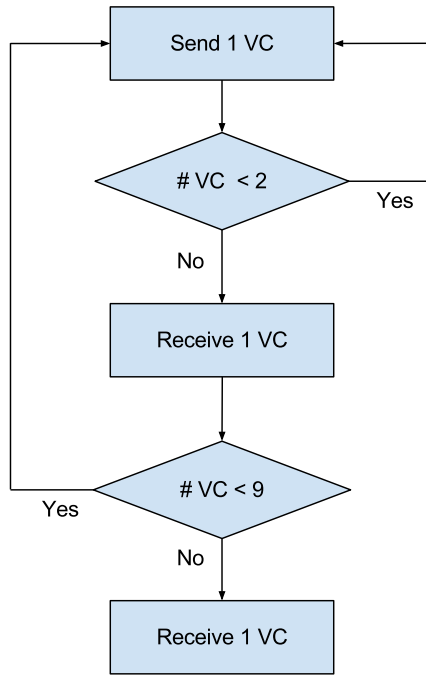 Send 1 VC
# VC < 2
Yes
No
Receive 1 VC
# VC < 9
Yes
No
Receive 1 VC